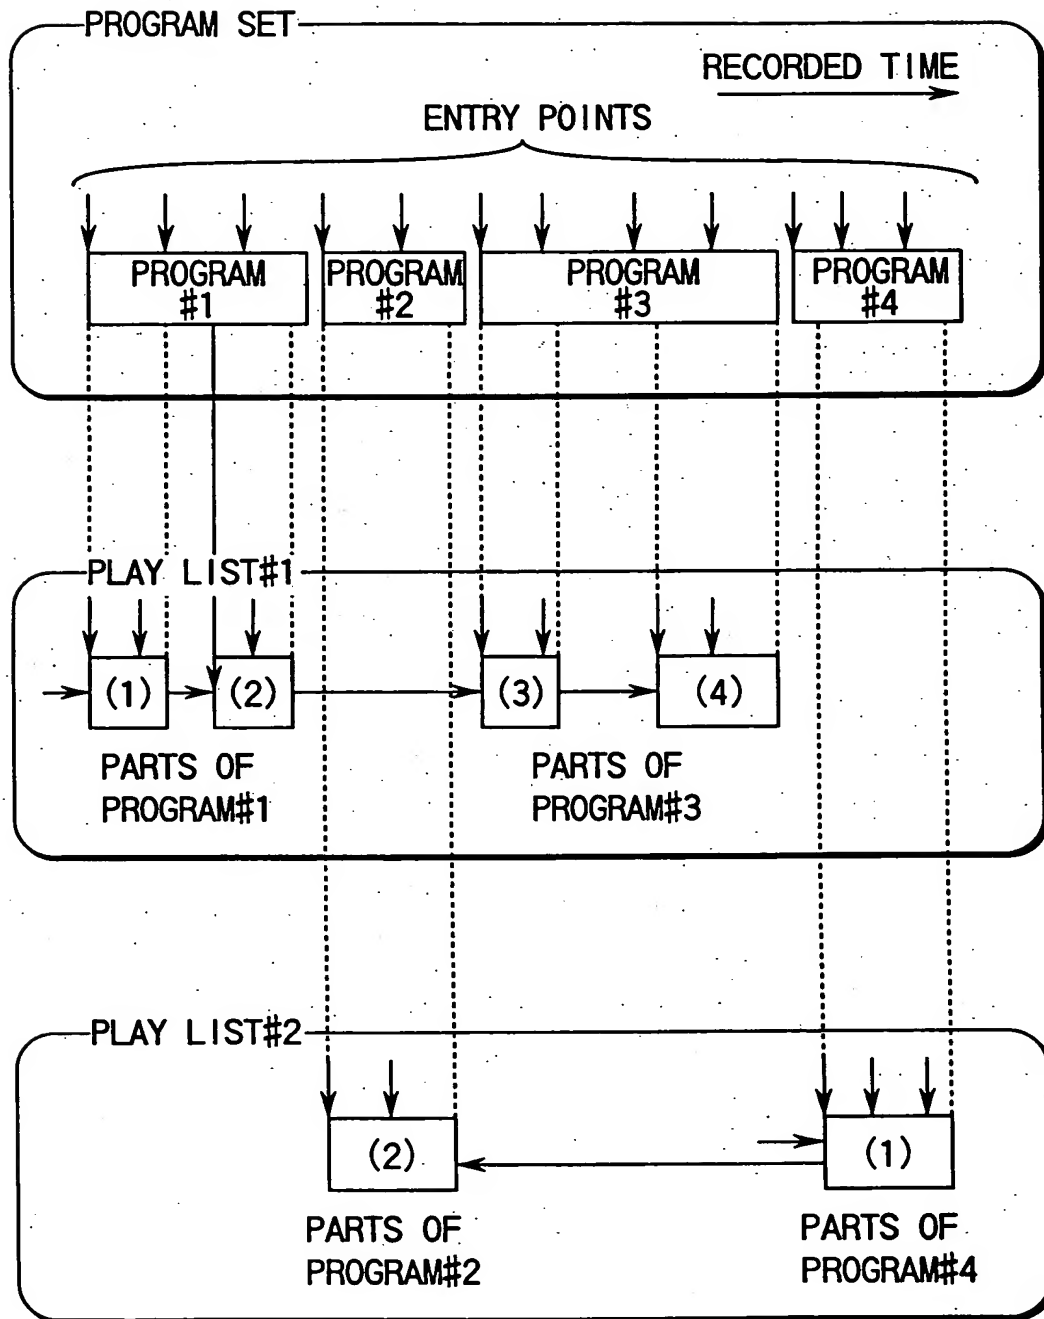 PROGRAM SET
RECORDED TIME
ENTRY POINTS
PROGRAM #1
PROGRAM #2
PROGRAM #3
PROGRAM #4
PLAY LIST#1
(1)
(2)
(3)
(4)
PARTS OF
PROGRAM#1
PARTS OF
PROGRAM#3
PLAY LIST#2
(2)
(1)
PARTS OF
PROGRAM#2
PARTS OF
PROGRAM#4